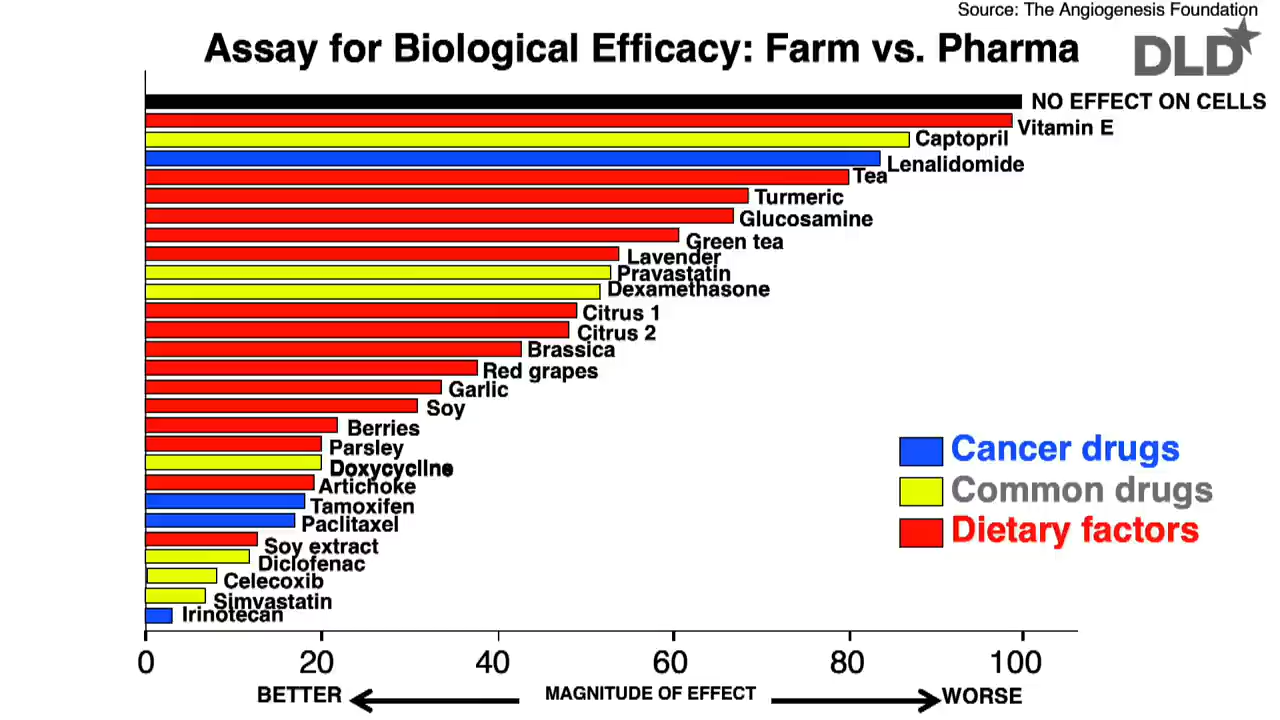 Source: The Angiogenesis Foundation
Assay for Biological Efficacy: Farm vs. Pharma
DLD
NO EFFECT ON CELLS
Vitamin E
Captopril
Lenalidomide
Tea
Turmeric
Glucosamine
Green tea
Lavender
Pravastatin
Dexamethasone
Citrus 1
Citrus 2
Brassica
Red grapes
Garlic
Soy
Berries
Parsley
Doxycycline
Artichoke
Tamoxifen
Paclitaxel
Soy extract
Diclofenac
Celecoxib
Simvastatin
Irinotecan
Cancer drugs
Common drugs
Dietary factors
0 20 40 60 80 100
BETTER MAGNITUDE OF EFFECT WORSE